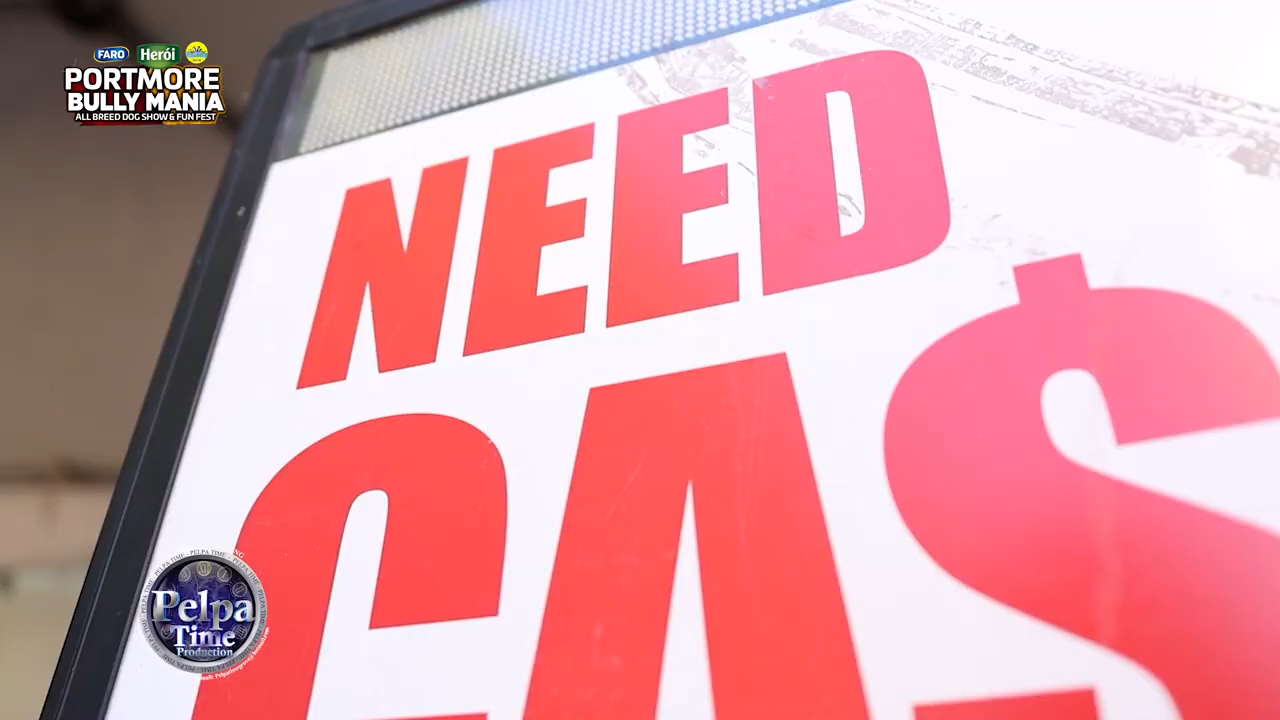 FARO Herói
PORTMORE
BULLY MANIA
ALL BREED DOG SHOW & FUN FEST
NEED
CA$
Pelpa
Time
Production